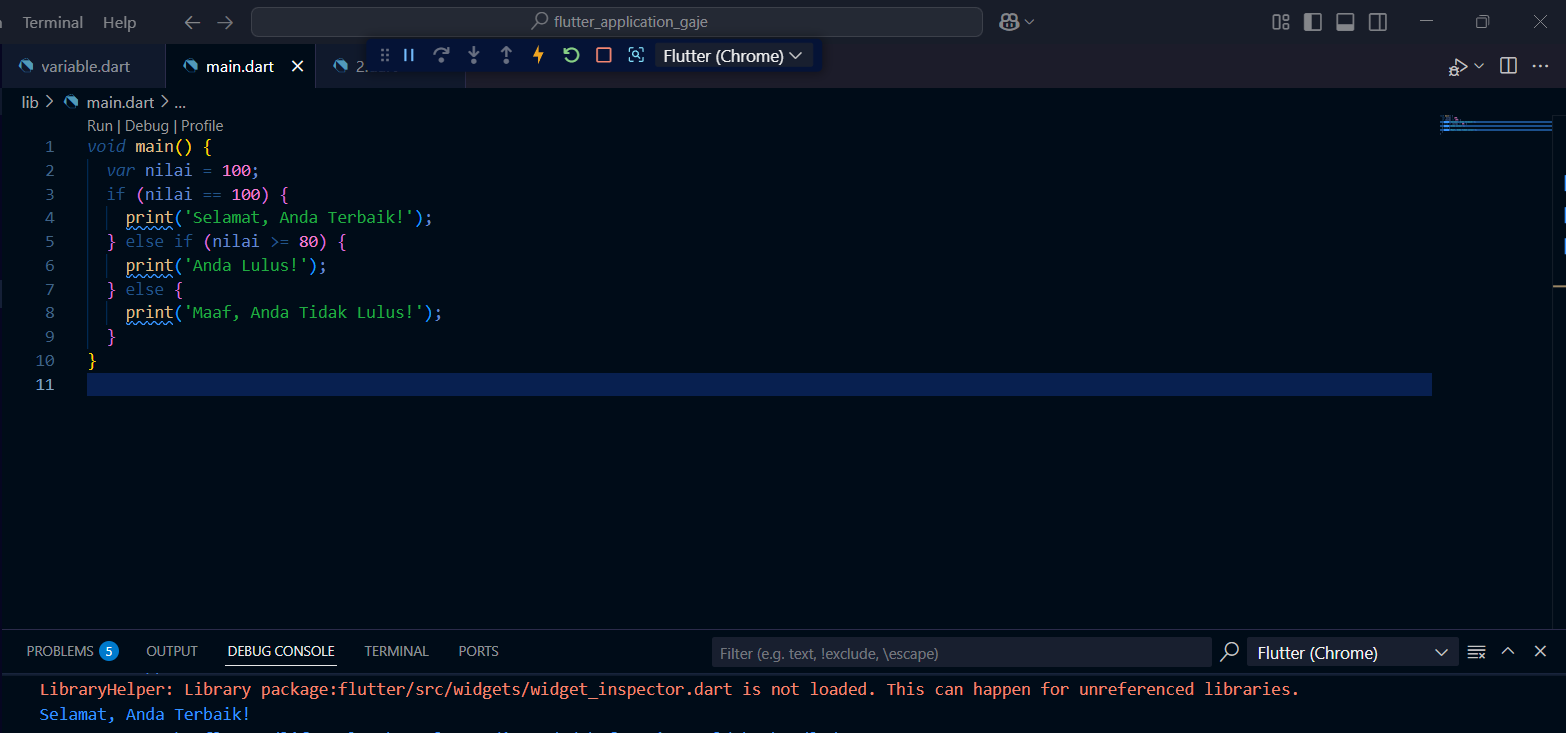 Terminal Help flutter_application_gaje
variable.dart main.dart 2. Flutter (Chrome)
lib > main.dart > ...
Run | Debug | Profile
1 void main() {
2 var nilai = 100;
3 if (nilai == 100) {
4 print('Selamat, Anda Terbaik!');
5 } else if (nilai >= 80) {
6 print('Anda Lulus!');
7 } else {
8 print('Maaf, Anda Tidak Lulus!');
9 }
10 }
11
PROBLEMS 5 OUTPUT DEBUG CONSOLE TERMINAL PORTS Filter (e.g. text, !exclude, \escape) Flutter (Chrome)
LibraryHelper: Library package:flutter/src/widgets/widget_inspector.dart is not loaded. This can happen for unreferenced libraries.
Selamat, Anda Terbaik!